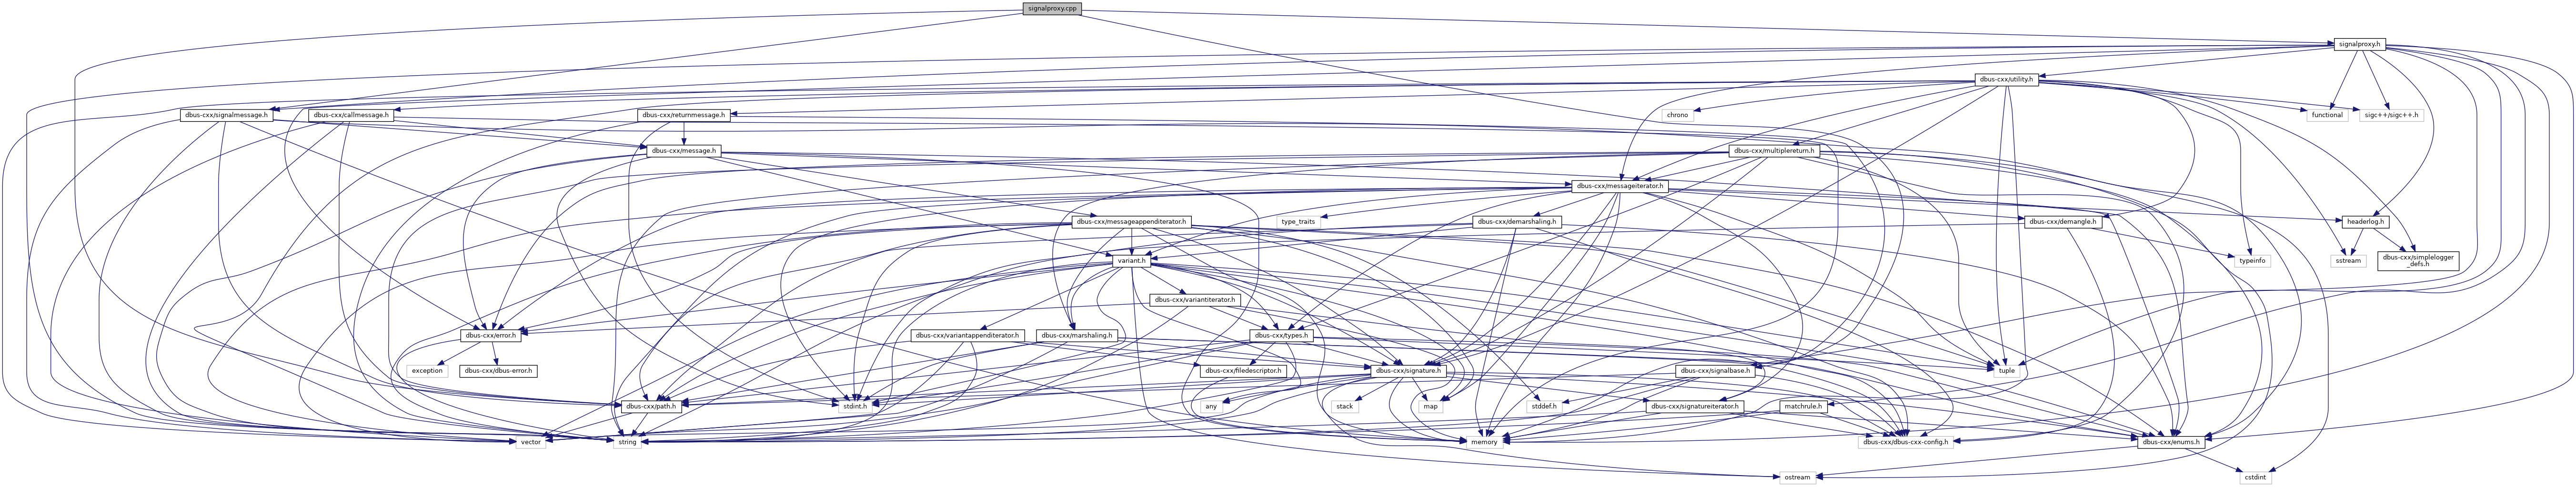 signalproxy.cpp
signalproxy.h
dbus-cxx/utility.h
dbus-cxx/signalmessage.h
dbus-cxx/callmessage.h
dbus-cxx/returnmessage.h
chrono
functional
sigc++/sigc++.h
dbus-cxx/message.h
dbus-cxx/multiplereturn.h
dbus-cxx/messageiterator.h
dbus-cxx/messageappenditerator.h
type_traits
dbus-cxx/demarshaling.h
dbus-cxx/demangle.h
headerlog.h
variant.h
typeinfo
sstream
dbus-cxx/simplelogger
_defs.h
dbus-cxx/variantiterator.h
dbus-cxx/error.h
dbus-cxx/variantappenditerator.h
dbus-cxx/marshaling.h
dbus-cxx/types.h
exception
dbus-cxx/dbus-error.h
dbus-cxx/filedescriptor.h
dbus-cxx/signature.h
dbus-cxx/signalbase.h
tuple
dbus-cxx/path.h
stdint.h
any
stack
map
stddef.h
dbus-cxx/signatureiterator.h
matchrule.h
vector
string
memory
dbus-cxx/dbus-cxx-config.h
dbus-cxx/enums.h
ostream
cstdint